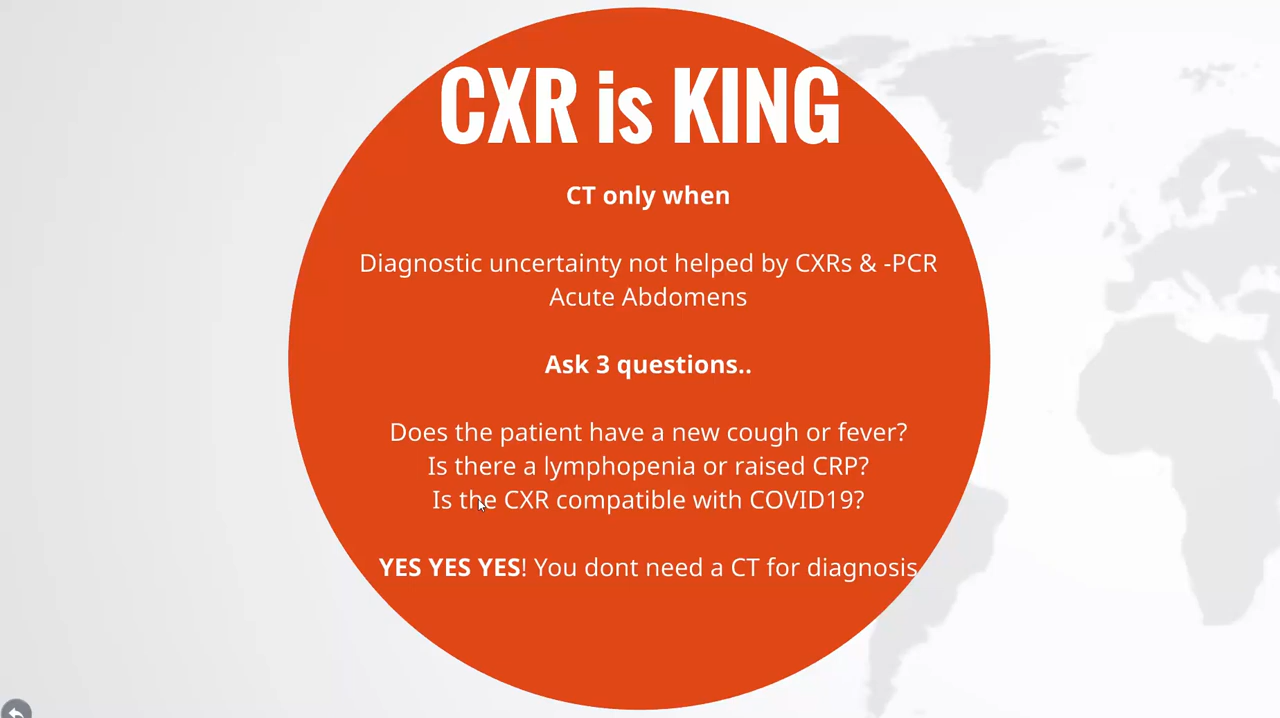 CXR is KING
CT only when
Diagnostic uncertainty not helped by CXRs & -PCR
Acute Abdomens
Ask 3 questions..
Does the patient have a new cough or fever?
Is there a lymphopenia or raised CRP?
Is the CXR compatible with COVID19?
YES YES YES! You dont need a CT for diagnosis